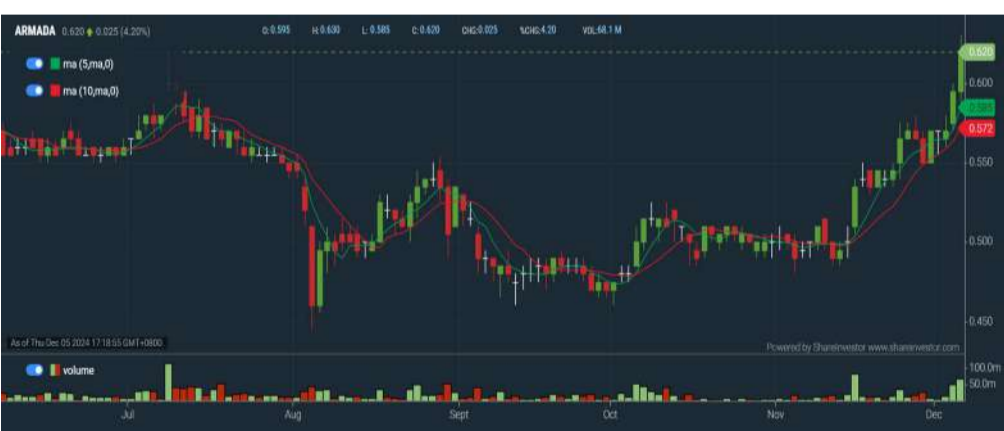 ARMADA 0.620 0.025 (4.20%) O: 0.595 H: 0.630 L: 0.585 C: 0.620 CHG:0.025 %CHG:4.20 VOL:68.1 M
0.620
ma (5,ma,0)
0.600
ma (10,ma,0)
0.585
0.572
0.550
0.500
0.450
As of Thu Dec 05 2024 17:18:55 GMT+0800
Powered by ShareInvestor www.shareinvestor.com
volume
100.0m
50.0m
Jul Aug Sept Oct Nov Dec